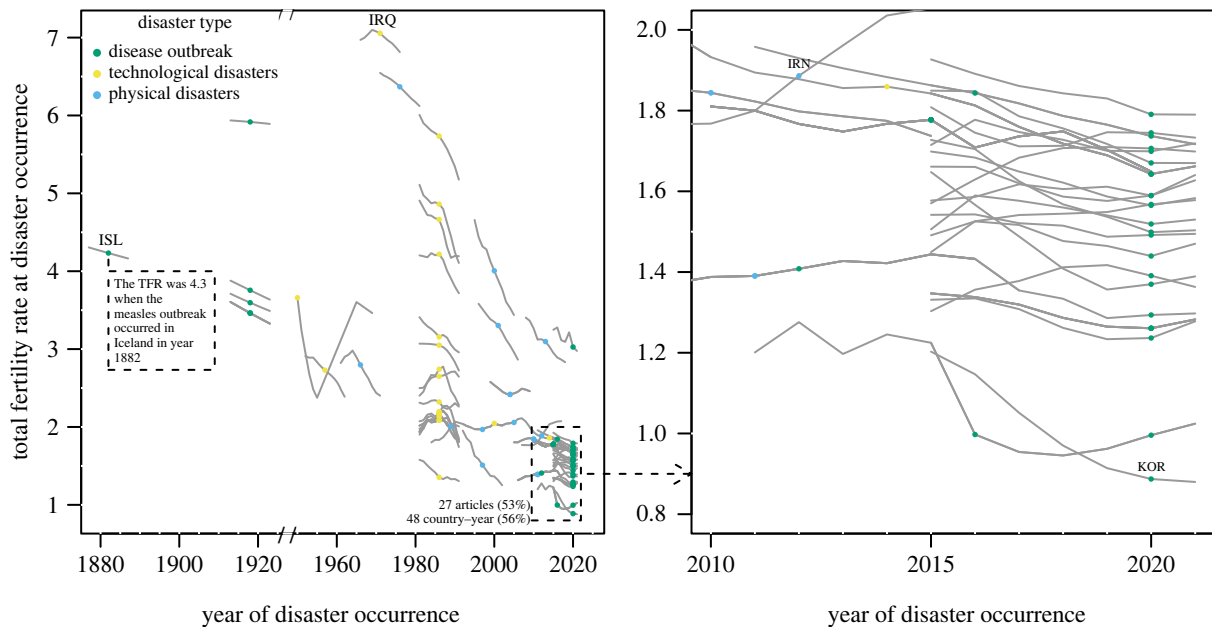 disaster type
disease outbreak
technological disasters
physical disasters
IRQ
ISL
The TFR was 4.3
when the
measles outbreak
occurred in
Iceland in year
1882
27 articles (53%)
48 country–year (56%)
total fertility rate at disaster occurrence
7
6
5
4
3
2
1
1880 1900 1920 1940 1960 1980 2000 2020
year of disaster occurrence
IRN
KOR
2.0
1.8
1.6
1.4
1.2
1.0
0.8
2010 2015 2020
year of disaster occurrence